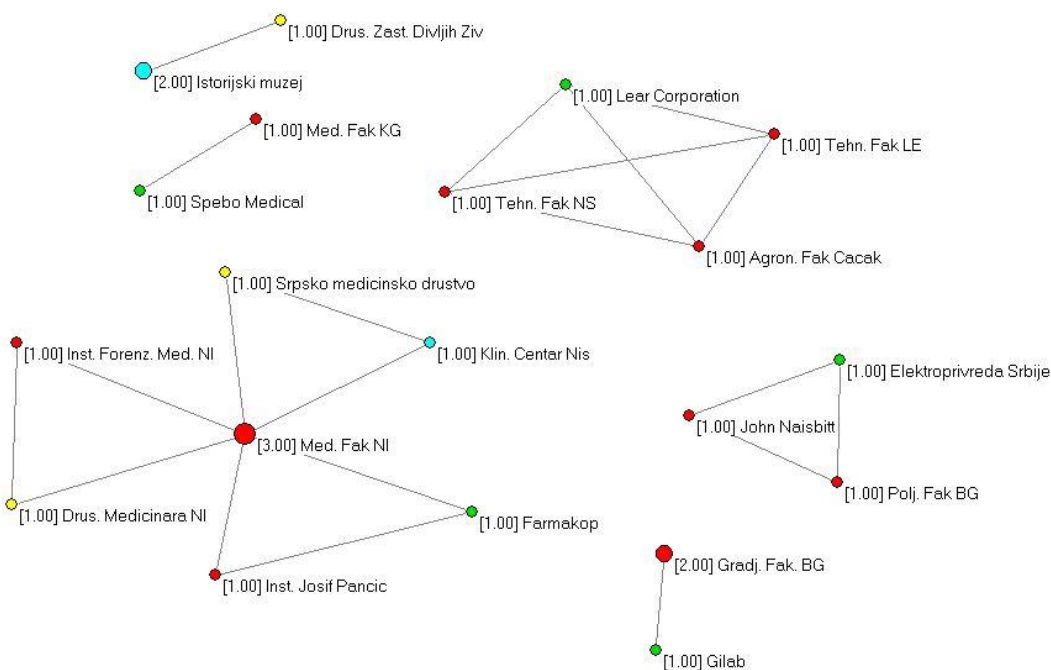 [1.00] Drus. Zast. Divljih Ziv
[2.00] Istorijski muzej
[1.00] Med. Fak KG
[1.00] Spebo Medical
[1.00] Lear Corporation
[1.00] Tehn. Fak LE
[1.00] Tehn. Fak NS
[1.00] Agron. Fak Cacak
[1.00] Srpsko medicinsko drustvo
[1.00] Inst. Forenz. Med. NI
[1.00] Klin. Centar Nis
[3.00] Med. Fak NI
[1.00] Drus. Medicinara NI
[1.00] Farmakop
[1.00] Inst. Josif Pancic
[1.00] Elektroprivreda Srbije
[1.00] John Naisbitt
[1.00] Polj. Fak BG
[2.00] Gradj. Fak. BG
[1.00] Gilab